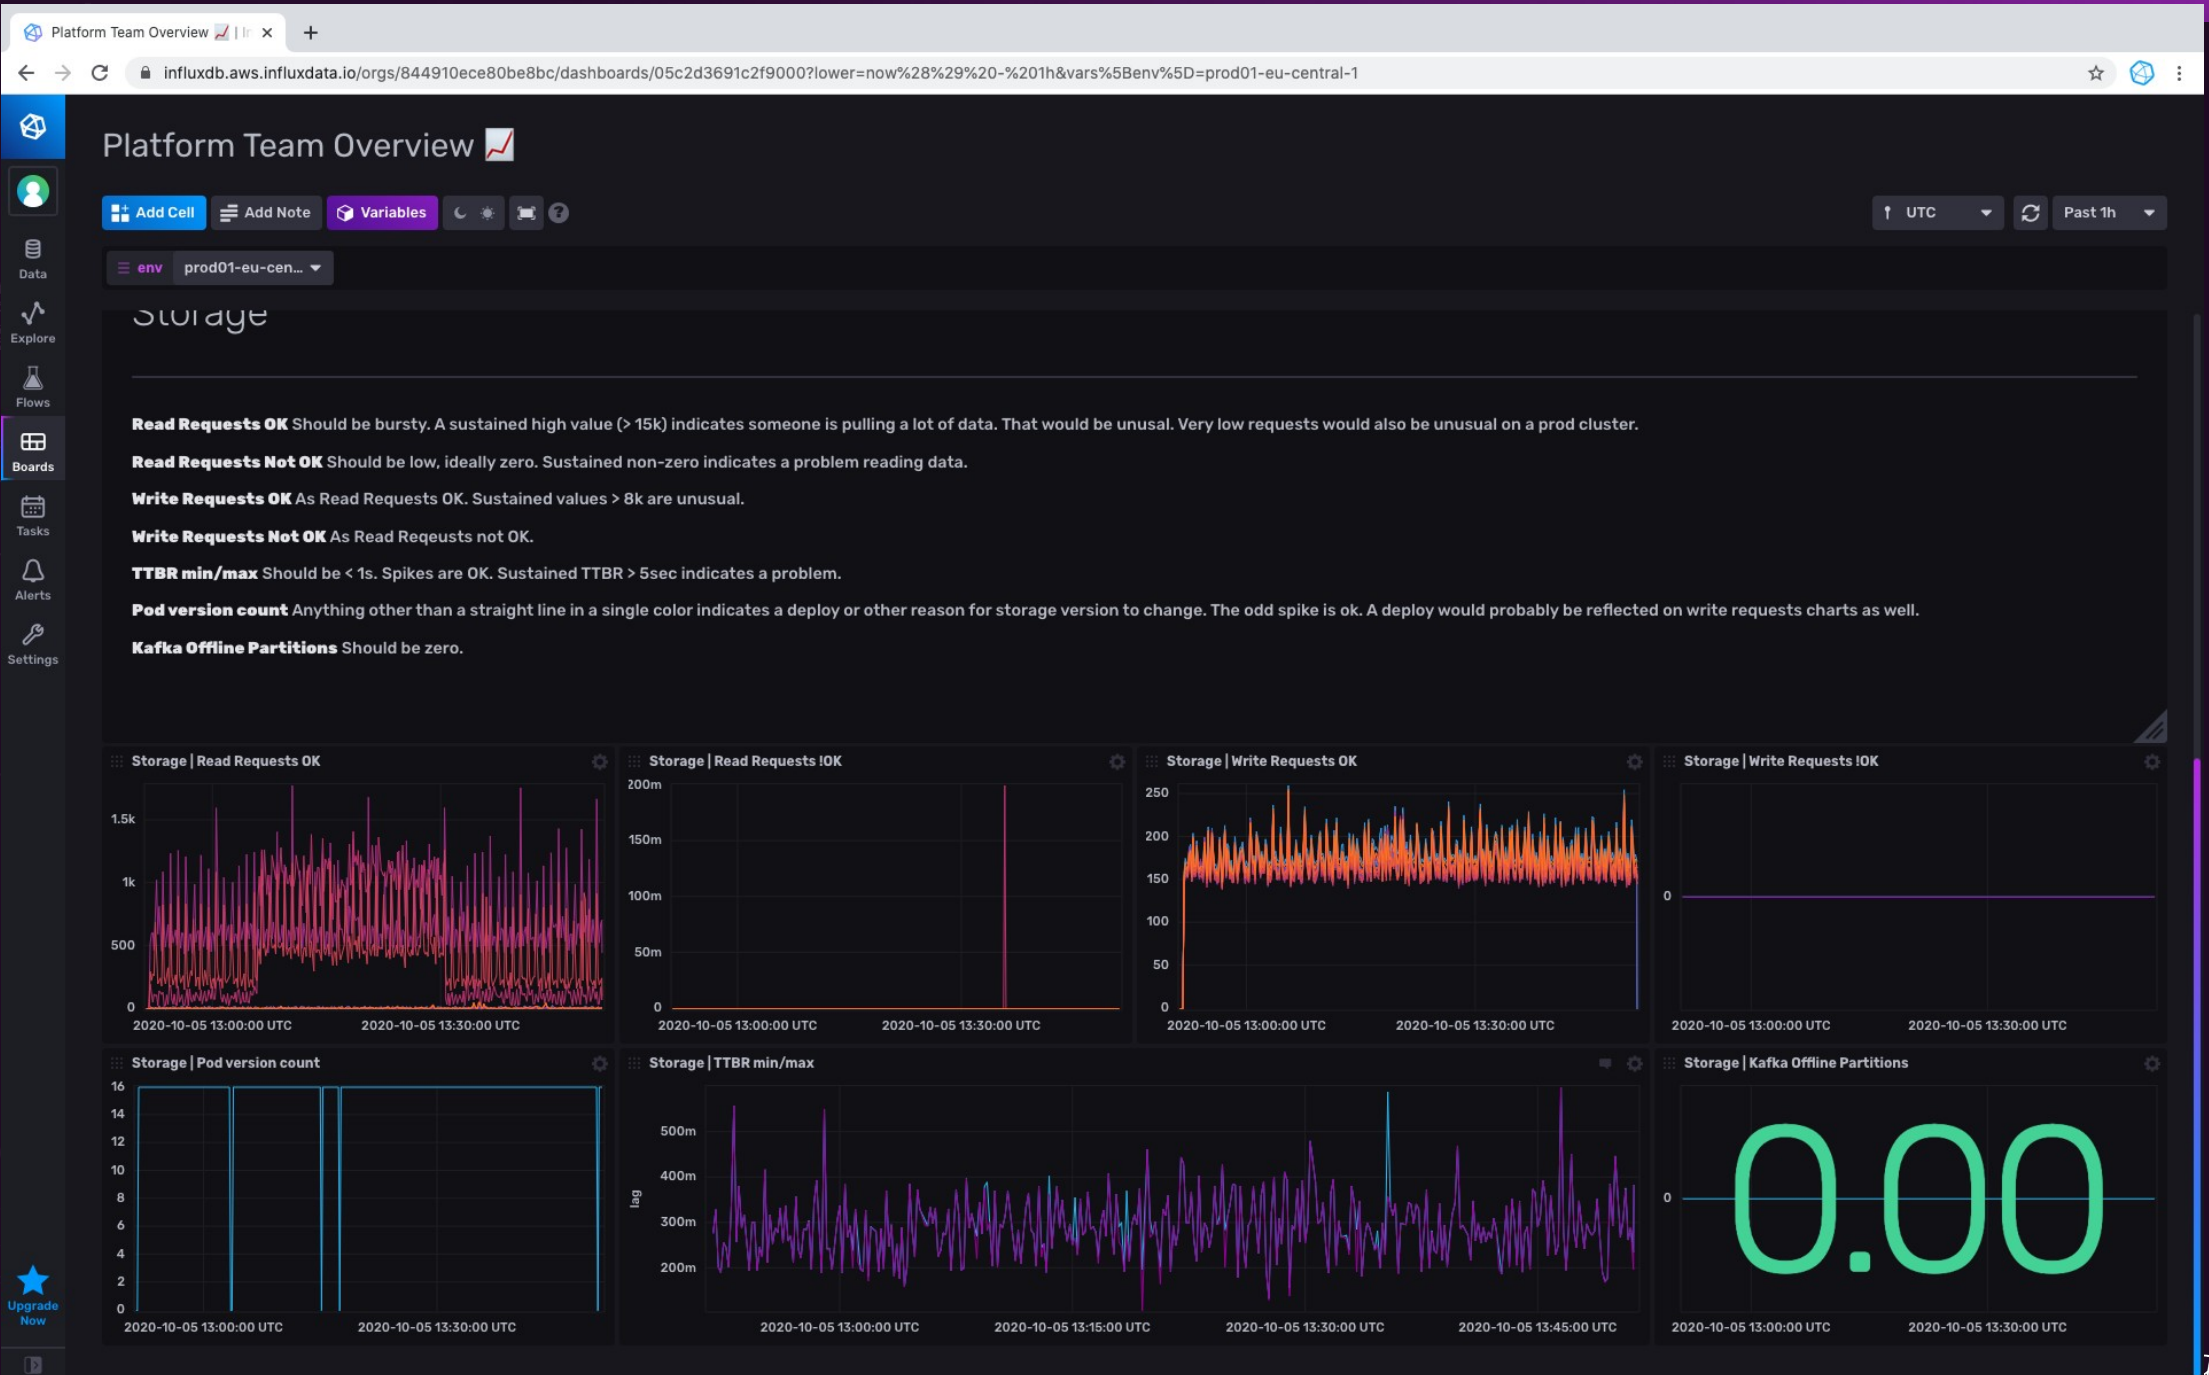 Platform Team Overview 📈 | In
influxdb.aws.influxdata.io/orgs/844910ece80be8bc/dashboards/05c2d3691c2f9000?lower=now%28%29%20-%201h&vars%5Benv%5D=prod01-eu-central-1
Platform Team Overview 📈
Add Cell
Add Note
Variables
?
UTC
Past 1h
env
prod01-eu-cen...
Data
Explore
Flows
Boards
Tasks
Alerts
Settings
Upgrade
Now
Storage
Read Requests OK Should be bursty. A sustained high value (> 15k) indicates someone is pulling a lot of data. That would be unusal. Very low requests would also be unusual on a prod cluster.
Read Requests Not OK Should be low, ideally zero. Sustained non-zero indicates a problem reading data.
Write Requests OK As Read Requests OK. Sustained values > 8k are unusual.
Write Requests Not OK As Read Reqeusts not OK.
TTBR min/max Should be < 1s. Spikes are OK. Sustained TTBR > 5sec indicates a problem.
Pod version count Anything other than a straight line in a single color indicates a deploy or other reason for storage version to change. The odd spike is ok. A deploy would probably be reflected on write requests charts as well.
Kafka Offline Partitions Should be zero.
Storage | Read Requests OK
1.5k
1k
500
0
2020-10-05 13:00:00 UTC
2020-10-05 13:30:00 UTC
Storage | Read Requests !OK
200m
150m
100m
50m
0
2020-10-05 13:00:00 UTC
2020-10-05 13:30:00 UTC
Storage | Write Requests OK
250
200
150
100
50
0
2020-10-05 13:00:00 UTC
2020-10-05 13:30:00 UTC
Storage | Write Requests !OK
0
2020-10-05 13:00:00 UTC
2020-10-05 13:30:00 UTC
Storage | Pod version count
16
14
12
10
8
6
4
2
0
2020-10-05 13:00:00 UTC
2020-10-05 13:30:00 UTC
Storage | TTBR min/max
500m
400m
300m
200m
lag
2020-10-05 13:00:00 UTC
2020-10-05 13:15:00 UTC
2020-10-05 13:30:00 UTC
2020-10-05 13:45:00 UTC
Storage | Kafka Offline Partitions
0
0.00
2020-10-05 13:00:00 UTC
2020-10-05 13:30:00 UTC